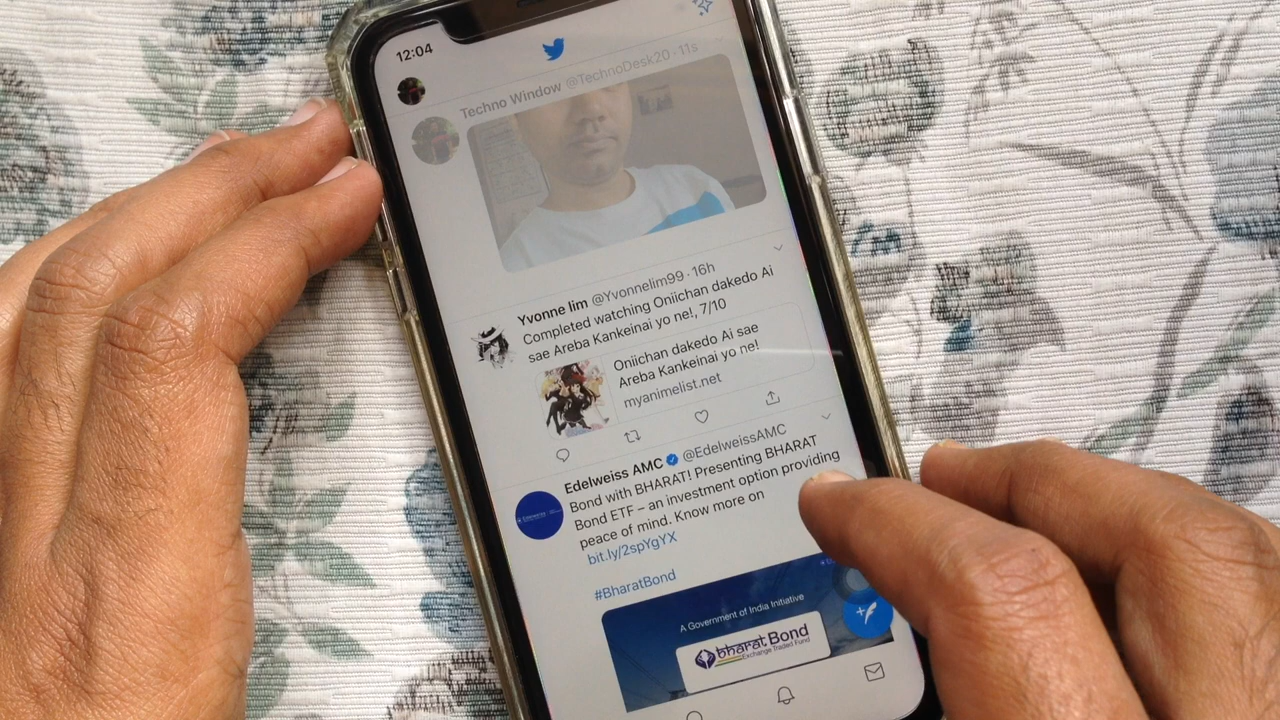 12:04
Techno Window @TechnoDesk20 · 11s
Yvonne lim @Yvonnelim99 · 16h
Completed watching Oniichan dakedo Ai
sae Areba Kankeinai yo ne!, 7/10
Oniichan dakedo Ai sae
Areba Kankeinai yo ne!
myanimelist.net
Edelweiss AMC @EdelweissAMC
Bond with BHARAT! Presenting BHARAT
Bond ETF – an investment option providing
peace of mind. Know more on
bit.ly/2spYgYX
#BharatBond
A Government of India Initiative
bharat Bond
Exchange Traded Fund